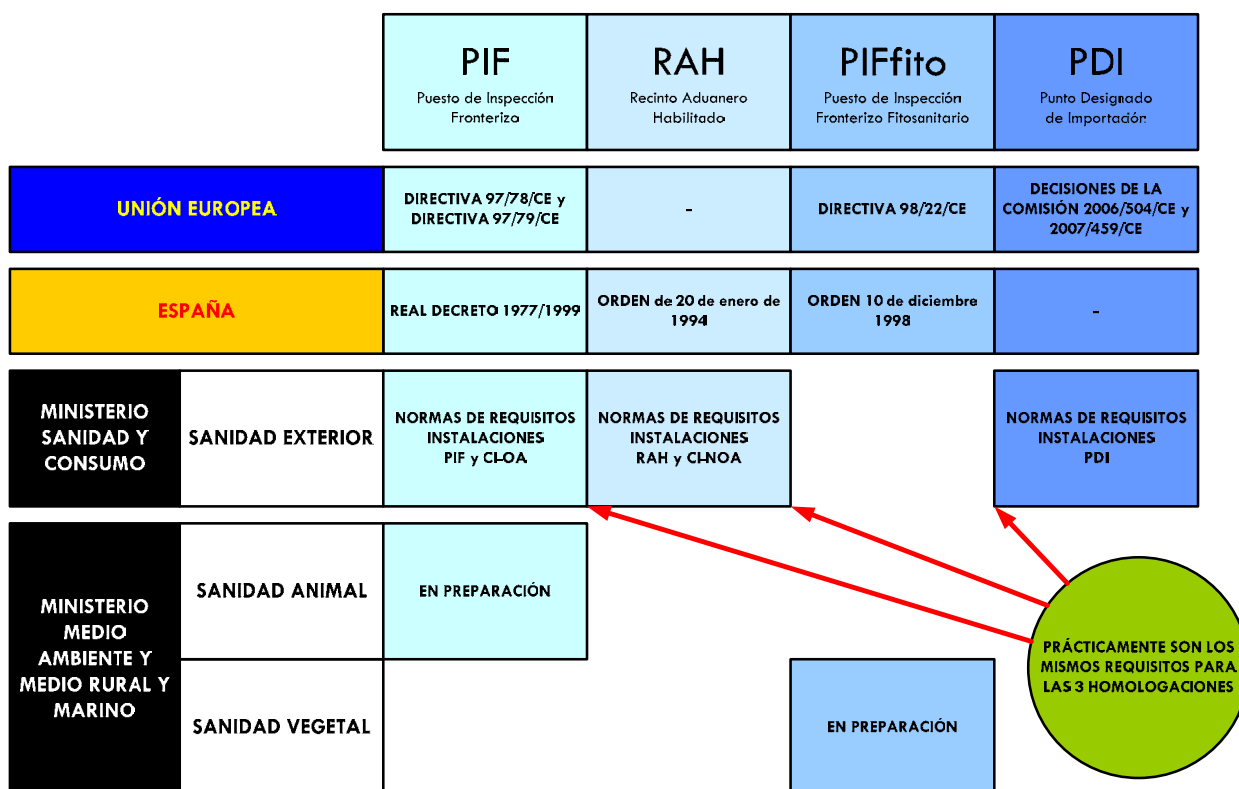 PIF
Puesto de Inspección
Fronteriza
RAH
Recinto Aduanero
Habilitado
PIFfito
Puesto de Inspección
Fronterizo Fitosanitario
PDI
Punto Designado
de Importación
UNIÓN EUROPEA
DIRECTIVA 97/78/CE y
DIRECTIVA 97/79/CE
-
DIRECTIVA 98/22/CE
DECISIONES DE LA
COMISIÓN 2006/504/CE y
2007/459/CE
ESPAÑA
REAL DECRETO 1977/1999
ORDEN de 20 de enero de
1994
ORDEN 10 de diciembre
1998
-
MINISTERIO
SANIDAD Y
CONSUMO
SANIDAD EXTERIOR
NORMAS DE REQUISITOS
INSTALACIONES
PIF y CI-OA
NORMAS DE REQUISITOS
INSTALACIONES
RAH y CI-NOA
NORMAS DE REQUISITOS
INSTALACIONES
PDI
MINISTERIO
MEDIO
AMBIENTE Y
MEDIO RURAL Y
MARINO
SANIDAD ANIMAL
EN PREPARACIÓN
SANIDAD VEGETAL
EN PREPARACIÓN
PRÁCTICAMENTE SON LOS
MISMOS REQUISITOS PARA
LAS 3 HOMOLOGACIONES